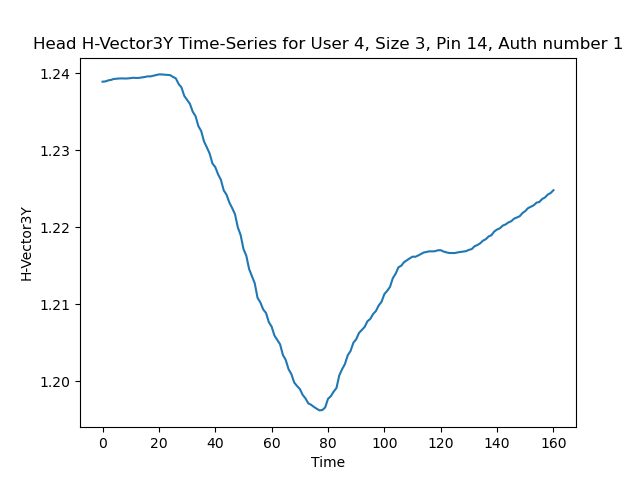 Head H-Vector3Y Time-Series for User 4, Size 3, Pin 14, Auth number 1
1.24
1.23
1.22
1.21
1.20
H-Vector3Y
0 20 40 60 80 100 120 140 160
Time